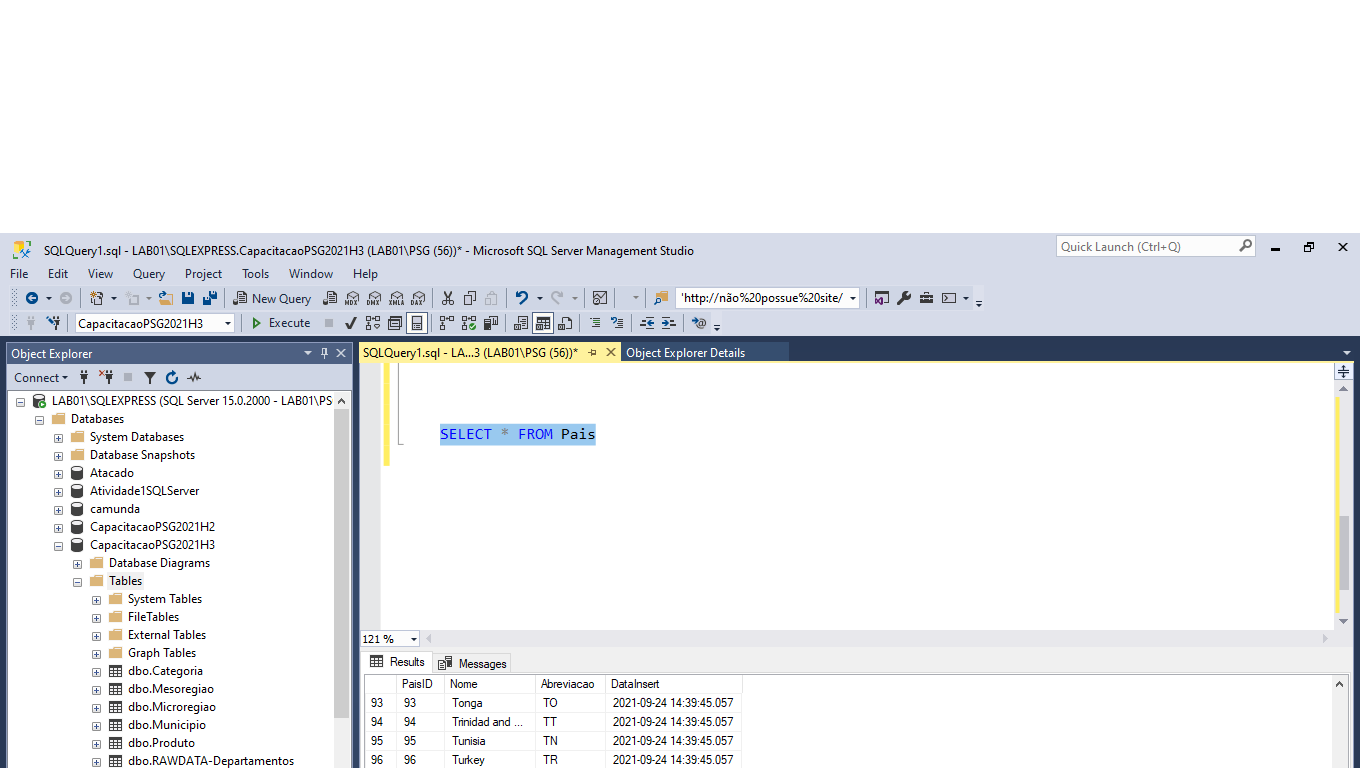 SQLQuery1.sql - LAB01\SQLEXPRESS.CapacitacaoPSG2021H3 (LAB01\PSG (56))* - Microsoft SQL Server Management Studio
Quick Launch (Ctrl+Q)
File Edit View Query Project Tools Window Help
New Query MDX DMX XMLA DAX 'http://não%20possue%20site/
CapacitacaoPSG2021H3 Execute
Object Explorer
Connect
LAB01\SQLEXPRESS (SQL Server 15.0.2000 - LAB01\PS
Databases
System Databases
Database Snapshots
Atacado
Atividade1SQLServer
camunda
CapacitacaoPSG2021H2
CapacitacaoPSG2021H3
Database Diagrams
Tables
System Tables
FileTables
External Tables
Graph Tables
dbo.Categoria
dbo.Mesoregiao
dbo.Microregiao
dbo.Municipio
dbo.Produto
dbo.RAWDATA-Departamentos
SQLQuery1.sql - LA...3 (LAB01\PSG (56))* Object Explorer Details
SELECT * FROM Pais
121 %
Results Messages
PaisID Nome Abreviacao DataInsert
93 93 Tonga TO 2021-09-24 14:39:45.057
94 94 Trinidad and ... TT 2021-09-24 14:39:45.057
95 95 Tunisia TN 2021-09-24 14:39:45.057
96 96 Turkey TR 2021-09-24 14:39:45.057